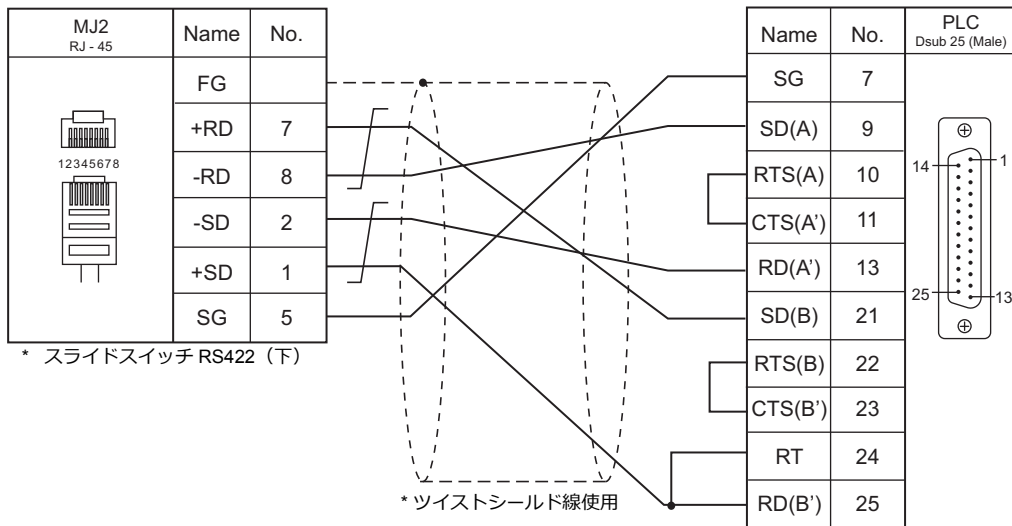 MJ2
RJ - 45
Name No.
FG
+RD 7
-RD 8
-SD 2
+SD 1
SG 5
12345678
* スライドスイッチ RS422（下）
* ツイストシールド線使用
Name No.
PLC
Dsub 25 (Male)
SG 7
SD(A) 9
RTS(A) 10
CTS(A') 11
RD(A') 13
SD(B) 21
RTS(B) 22
CTS(B') 23
RT 24
RD(B') 25
14 1
25 13